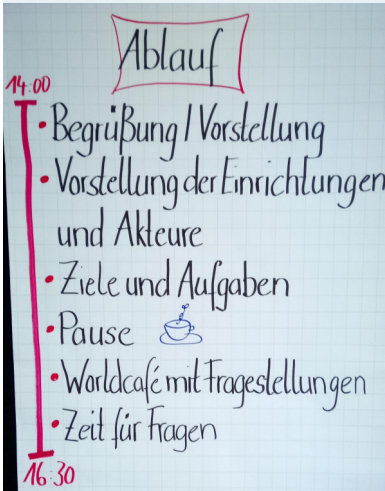 Ablauf
14:00
• Begrüßung / Vorstellung
• Vorstellung der Einrichtungen
und Akteure
• Ziele und Aufgaben
• Pause
• Worldcafé mit Fragestellungen
• Zeit für Fragen
16:30